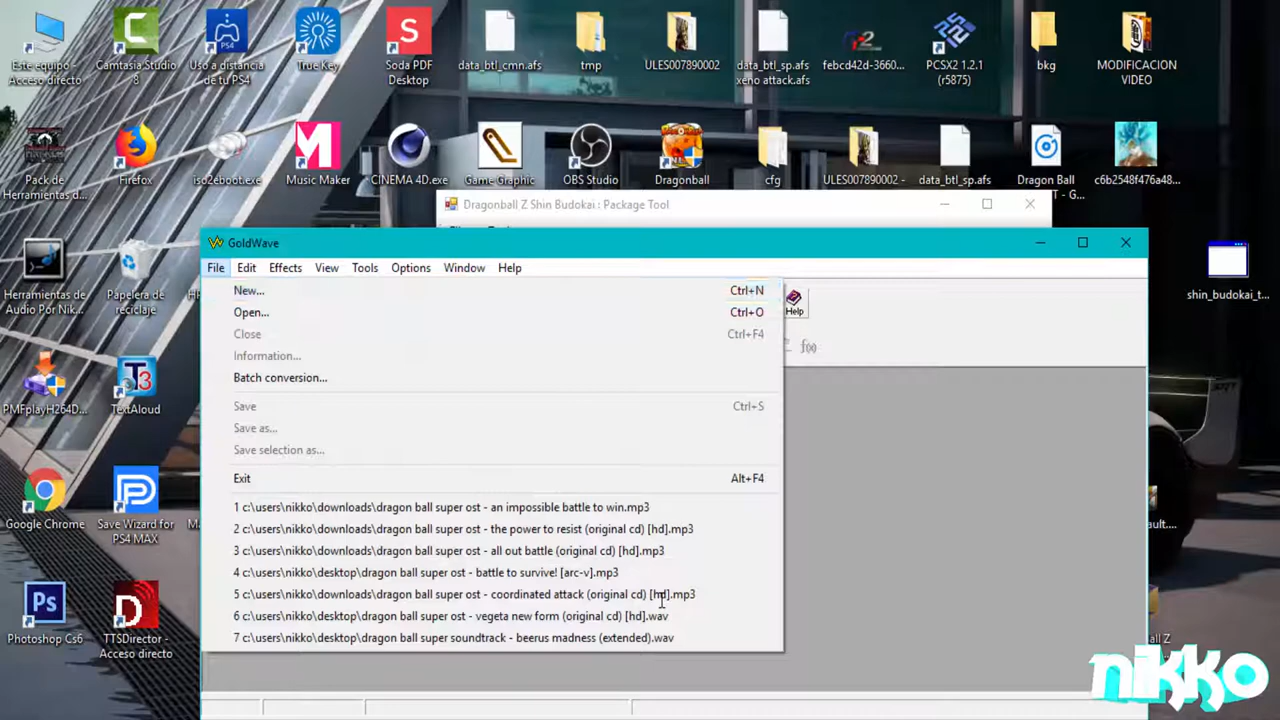 Este equipo -
Acceso directo
Camtasia Studio
8
Uso a distancia
de tu PS4
True Key
Soda PDF
Desktop
data_btl_cmn.afs
tmp
ULES007890002
data_btl_sp.afs
xeno attack.afs
febcd42d-3660...
PCSX2 1.2.1
(r5875)
bkg
MODIFICACION
VIDEO
Pack de
Herramientas d...
Firefox
iso2eboot.exe
Music Maker
CINEMA 4D.exe
Game Graphic
OBS Studio
Dragonball
cfg
ULES007890002 -
data_btl_sp.afs
Dragon Ball
T - G...
c6b2548f476a48...
Dragonball Z Shin Budokai : Package Tool
GoldWave
File Edit Effects View Tools Options Window Help
New... Ctrl+N
Open... Ctrl+O
Close Ctrl+F4
Information...
Batch conversion...
Save Ctrl+S
Save as...
Save selection as...
Exit Alt+F4
1 c:\users\nikko\downloads\dragon ball super ost - an impossible battle to win.mp3
2 c:\users\nikko\downloads\dragon ball super ost - the power to resist (original cd) [hd].mp3
3 c:\users\nikko\downloads\dragon ball super ost - all out battle (original cd) [hd].mp3
4 c:\users\nikko\desktop\dragon ball super ost - battle to survive! [arc-v].mp3
5 c:\users\nikko\downloads\dragon ball super ost - coordinated attack (original cd) [hd].mp3
6 c:\users\nikko\desktop\dragon ball super ost - vegeta new form (original cd) [hd].wav
7 c:\users\nikko\desktop\dragon ball super soundtrack - beerus madness (extended).wav
Help
f(x)
shin_budokai_t...
Herramientas de
Audio Por Nik...
Papelera de
reciclaje
PMFplayH264D...
TextAloud
Google Chrome
Save Wizard for
PS4 MAX
Photoshop Cs6
TTSDirector -
Acceso directo
ault....
all Z
nikko